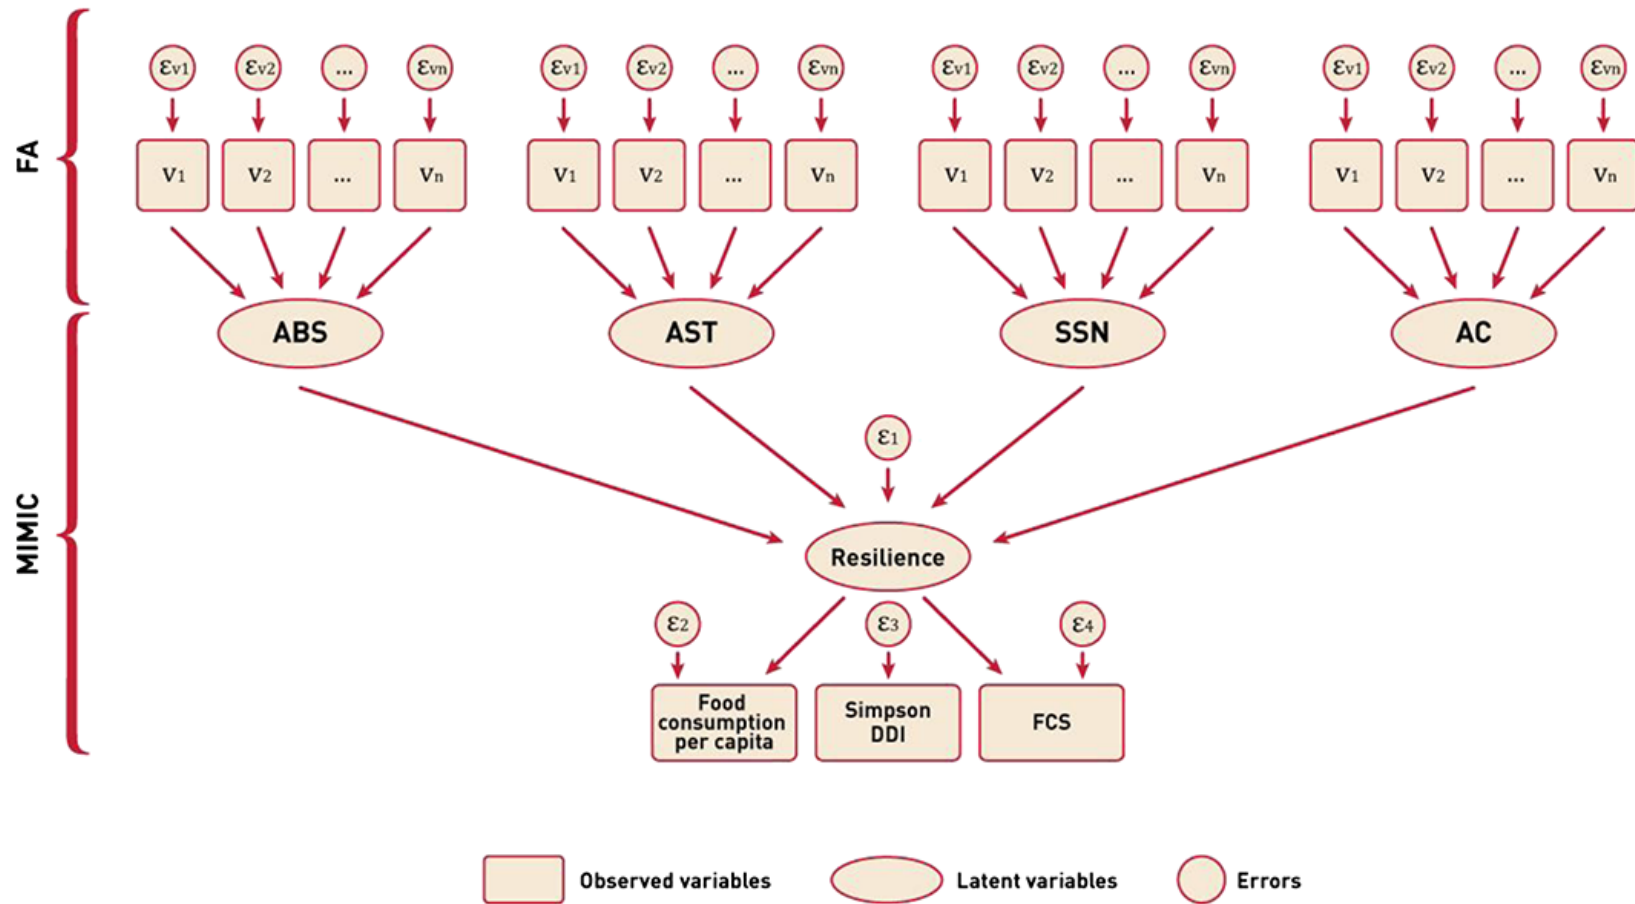 εv1 εv2 ... εvn εv1 εv2 ... εvn εv1 εv2 ... εvn εv1 εv2 ... εvn
FA
v1 v2 ... vn v1 v2 ... vn v1 v2 ... vn v1 v2 ... vn
ABS AST SSN AC
ε1
MIMIC
Resilience
ε2 ε3 ε4
Food
consumption
per capita
Simpson
DDI
FCS
Observed variables
Latent variables
Errors